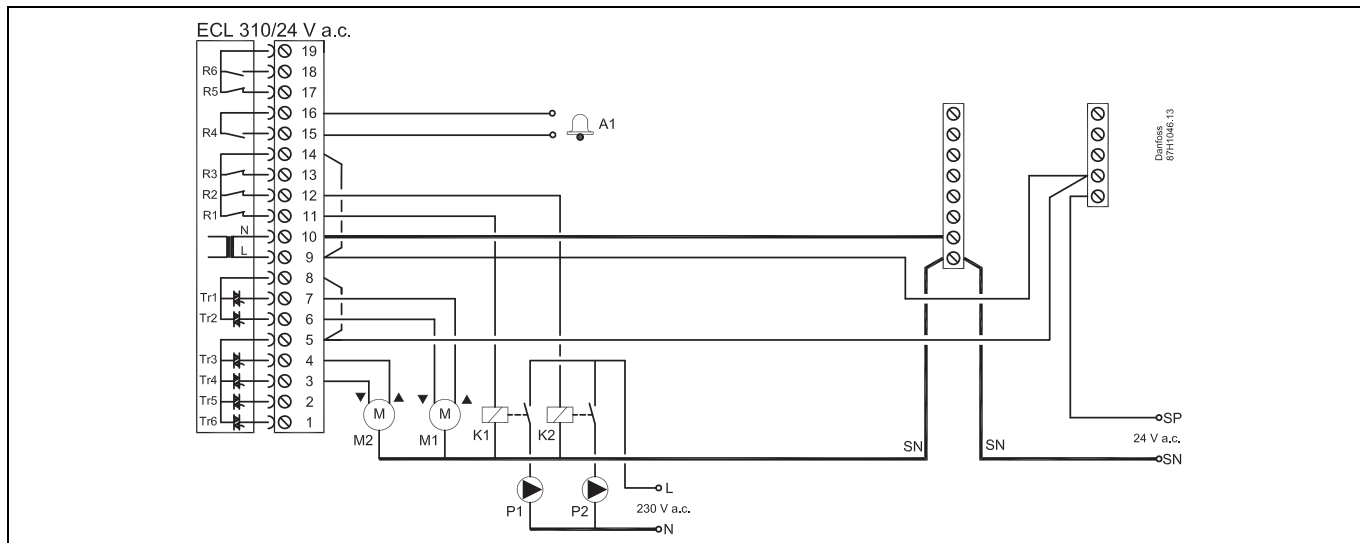 ECL 310/24 V a.c.
19
R6 18
R5 17
16
A1
R4 15
14
R3 13
R2 12
R1 11
N 10
L 9
8
Tr1 7
Tr2 6
5
Tr3 4
Tr4 3
Tr5 2
Tr6 1
M M
M2 M1 K1 K2
SN SN
SP
24 V a.c.
SN
P1 P2
L
230 V a.c.
N
Danfoss
87H1046.13